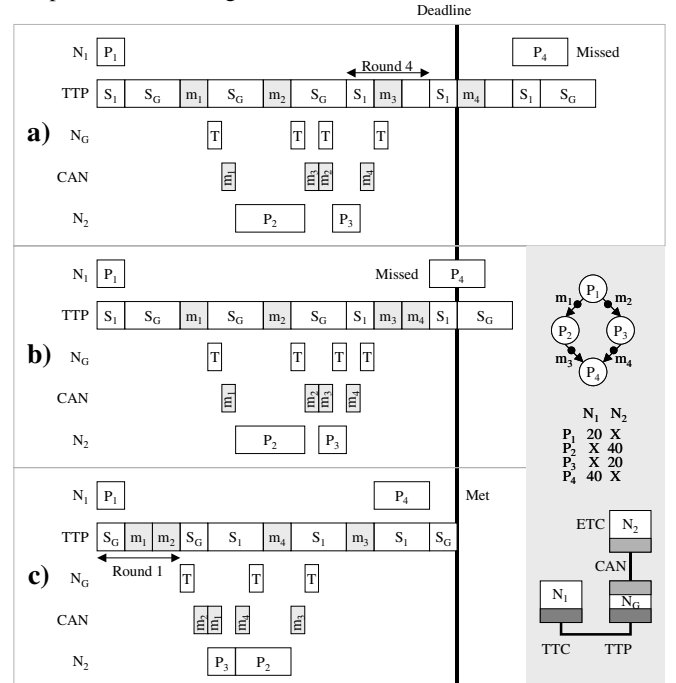 Deadline
N1 P1 P4 Missed
Round 4
TTP S1 SG m1 SG m2 SG S1 m3 S1 m4 S1 SG
a)
NG T T T T
CAN m1 m3 m2 m4
N2 P2 P3
N1 P1 Missed P4
TTP S1 SG m1 SG m2 SG S1 m3 m4 S1 SG
b)
NG T T T T
CAN m1 m2 m3 m4
N2 P2 P3
N1 P1 P4 Met
TTP SG m1 m2 SG S1 m4 S1 m3 S1 SG
Round 1
c)
NG T T T
CAN m2 m1 m4 m3
N2 P3 P2
P1
m1 m2
P2 P3
m3 m4
P4
N1 N2
P1 20 X
P2 X 40
P3 X 20
P4 40 X
ETC N2
CAN
N1 NG
TTC TTP